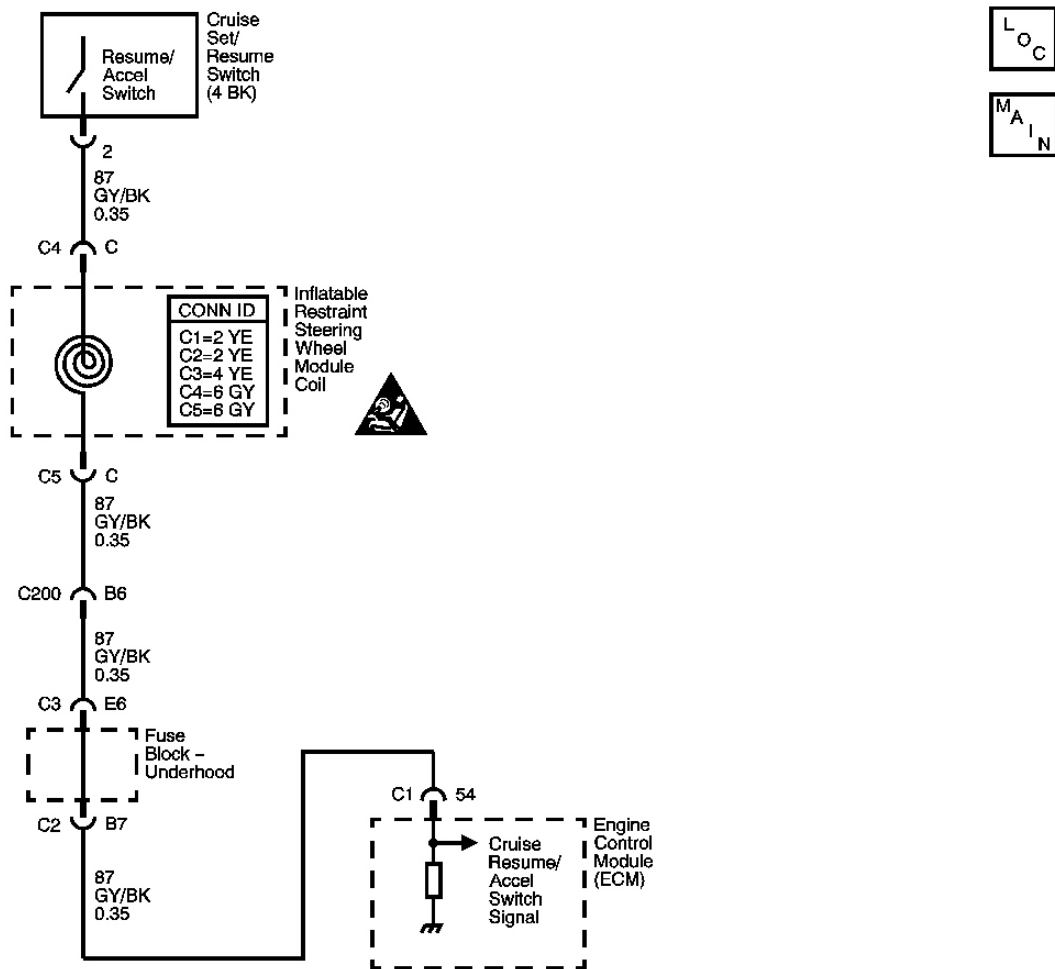 Cruise
Set/
Resume
Switch
(4 BK)
Resume/
Accel
Switch
L
O
C
M
A
I
N
2
87
GY/BK
0.35
C4 C
Inflatable
Restraint
Steering
Wheel
Module
Coil
CONN ID
C1=2 YE
C2=2 YE
C3=4 YE
C4=6 GY
C5=6 GY
C5 C
87
GY/BK
0.35
C200 B6
87
GY/BK
0.35
C3 E6
Fuse
Block –
Underhood
C2 B7
87
GY/BK
0.35
C1 54
Engine
Control
Module
(ECM)
Cruise
Resume/
Accel
Switch
Signal